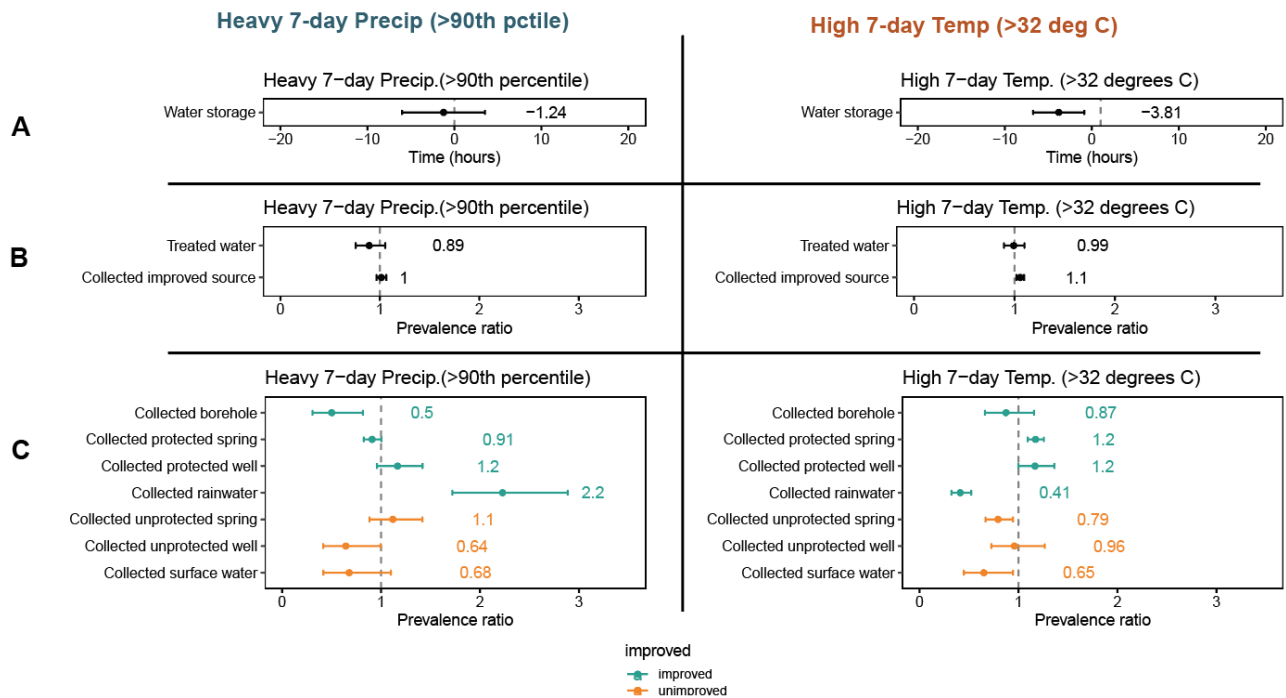 Heavy 7-day Precip (>90th pctile)
High 7-day Temp (>32 deg C)
A
Heavy 7−day Precip.(>90th percentile)
Water storage
−1.24
−20 −10 0 10 20
Time (hours)
High 7−day Temp. (>32 degrees C)
Water storage
−3.81
−20 −10 0 10 20
Time (hours)
B
Heavy 7−day Precip.(>90th percentile)
Treated water 0.89
Collected improved source 1
0 1 2 3
Prevalence ratio
High 7−day Temp. (>32 degrees C)
Treated water 0.99
Collected improved source 1.1
0 1 2 3
Prevalence ratio
C
Heavy 7−day Precip.(>90th percentile)
Collected borehole 0.5
Collected protected spring 0.91
Collected protected well 1.2
Collected rainwater 2.2
Collected unprotected spring 1.1
Collected unprotected well 0.64
Collected surface water 0.68
0 1 2 3
Prevalence ratio
High 7−day Temp. (>32 degrees C)
Collected borehole 0.87
Collected protected spring 1.2
Collected protected well 1.2
Collected rainwater 0.41
Collected unprotected spring 0.79
Collected unprotected well 0.96
Collected surface water 0.65
0 1 2 3
Prevalence ratio
improved
improved
unimproved